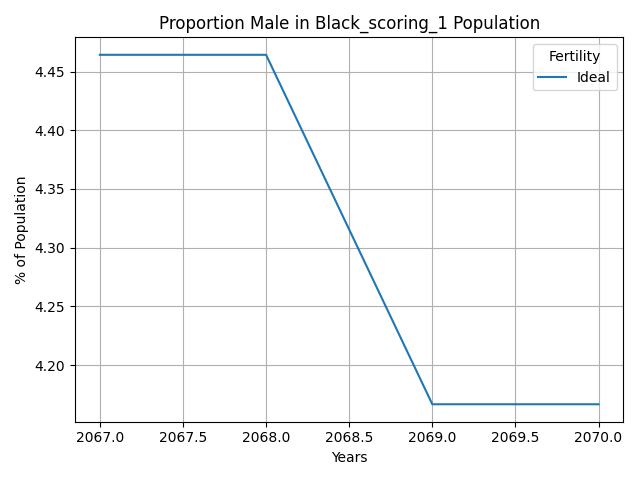 Proportion Male in Black_scoring_1 Population
Fertility
Ideal
4.45
4.40
4.35
4.30
4.25
4.20
% of Population
2067.0 2067.5 2068.0 2068.5 2069.0 2069.5 2070.0
Years